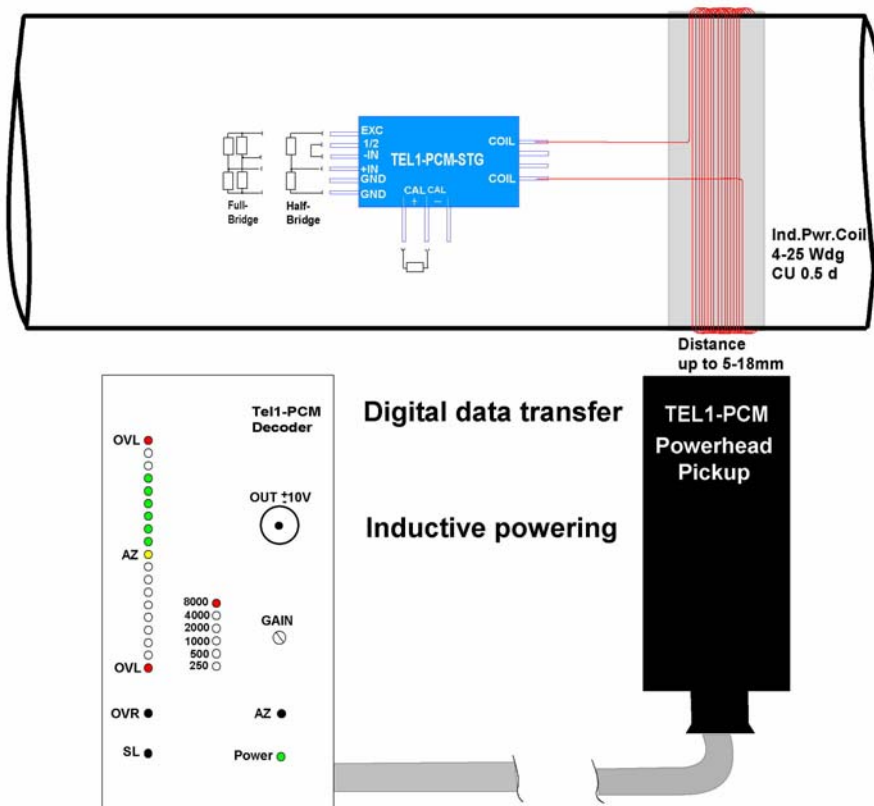 EXC
1/2
-IN
+IN
GND
GND
TEL1-PCM-STG
COIL
COIL
CAL CAL
+ −
Full-
Bridge
Half-
Bridge
Ind.Pwr.Coil
4-25 Wdg
CU 0.5 d
Distance
up to 5-18mm
Tel1-PCM
Decoder
OVL
OUT ±10V
AZ
8000
4000
2000
1000
500
250
GAIN
OVL
OVR
AZ
SL
Power
Digital data transfer
Inductive powering
TEL1-PCM
Powerhead
Pickup